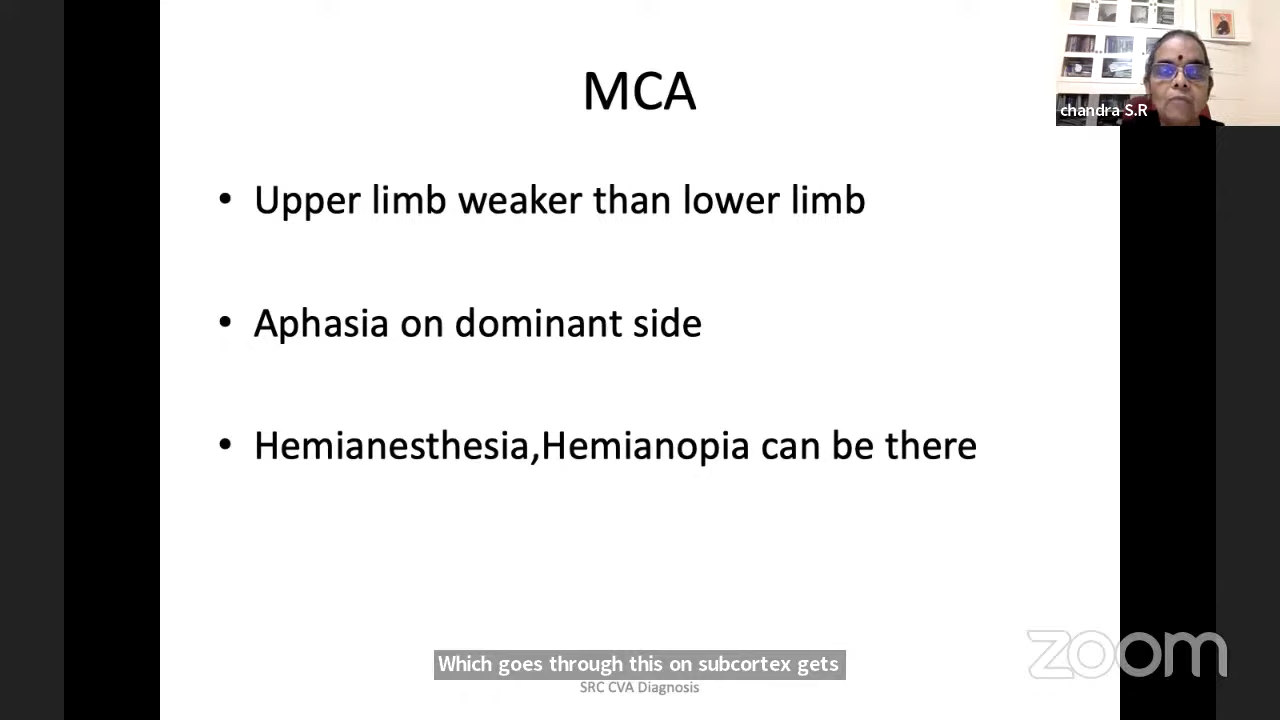 MCA
chandra S.R
• Upper limb weaker than lower limb
• Aphasia on dominant side
• Hemianesthesia,Hemianopia can be there
Which goes through this on subcortex gets
SRC CVA Diagnosis
zoom